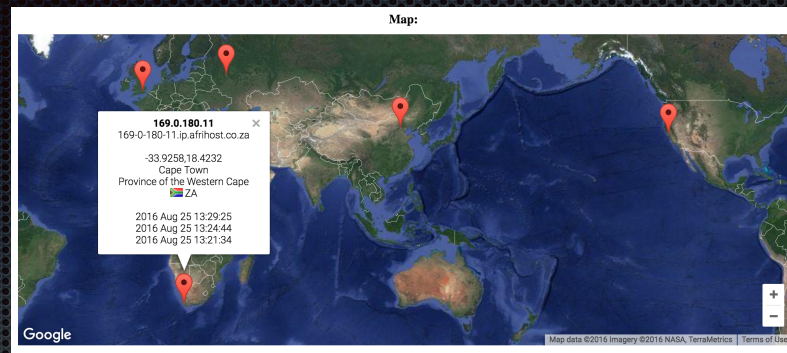 Map:
169.0.180.11 ×
169-0-180-11.ip.afrihost.co.za
-33.9258,18.4232
Cape Town
Province of the Western Cape
ZA
2016 Aug 25 13:29:25
2016 Aug 25 13:24:44
2016 Aug 25 13:21:34
+
−
Google
Map data ©2016 Imagery ©2016 NASA, TerraMetrics Terms of Use